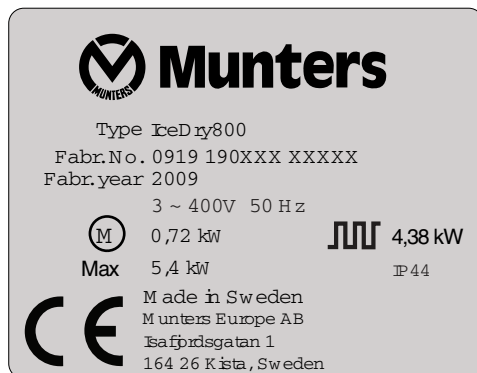 MUNTERS
Munters
Type IceDry800
Fabr.No. 0919 190XXX XXXXX
Fabr.year 2009
3 ~ 400V 50 Hz
M 0,72 kW 4,38 kW
Max 5,4 kW IP44
CE
Made in Sweden
Munters Europe AB
Isafjordsgatan 1
164 26 Kista, Sweden